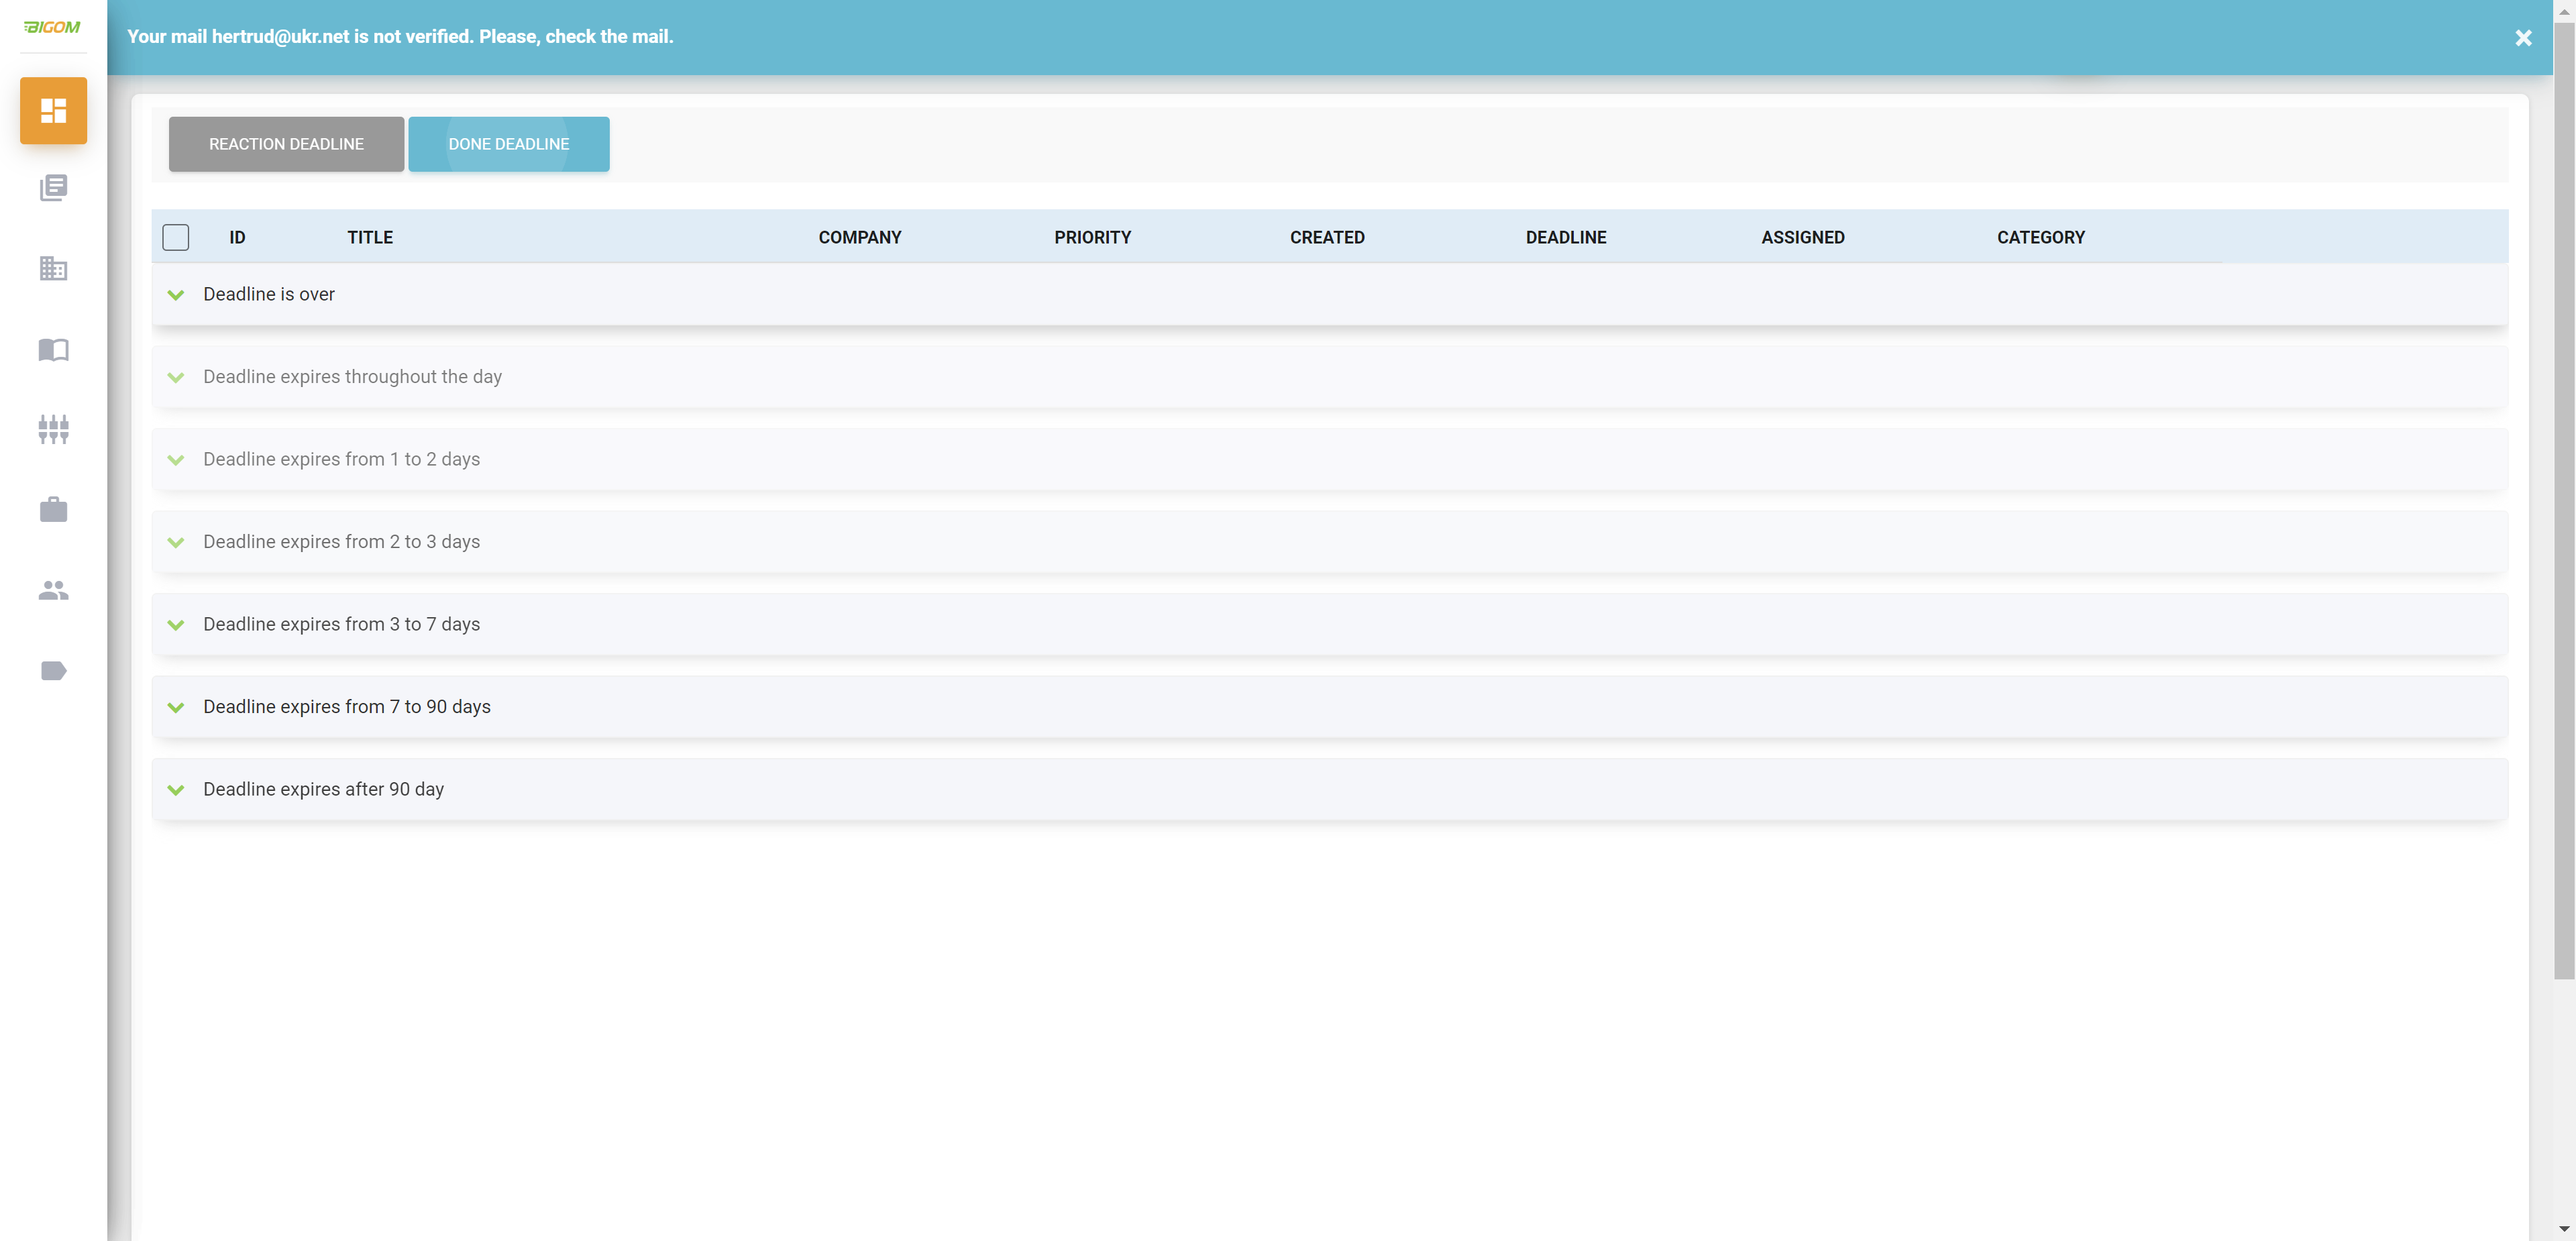 BIGOM
Your mail hertrud@ukr.net is not verified. Please, check the mail.
REACTION DEADLINE
DONE DEADLINE
ID TITLE COMPANY PRIORITY CREATED DEADLINE ASSIGNED CATEGORY
Deadline is over
Deadline expires throughout the day
Deadline expires from 1 to 2 days
Deadline expires from 2 to 3 days
Deadline expires from 3 to 7 days
Deadline expires from 7 to 90 days
Deadline expires after 90 day